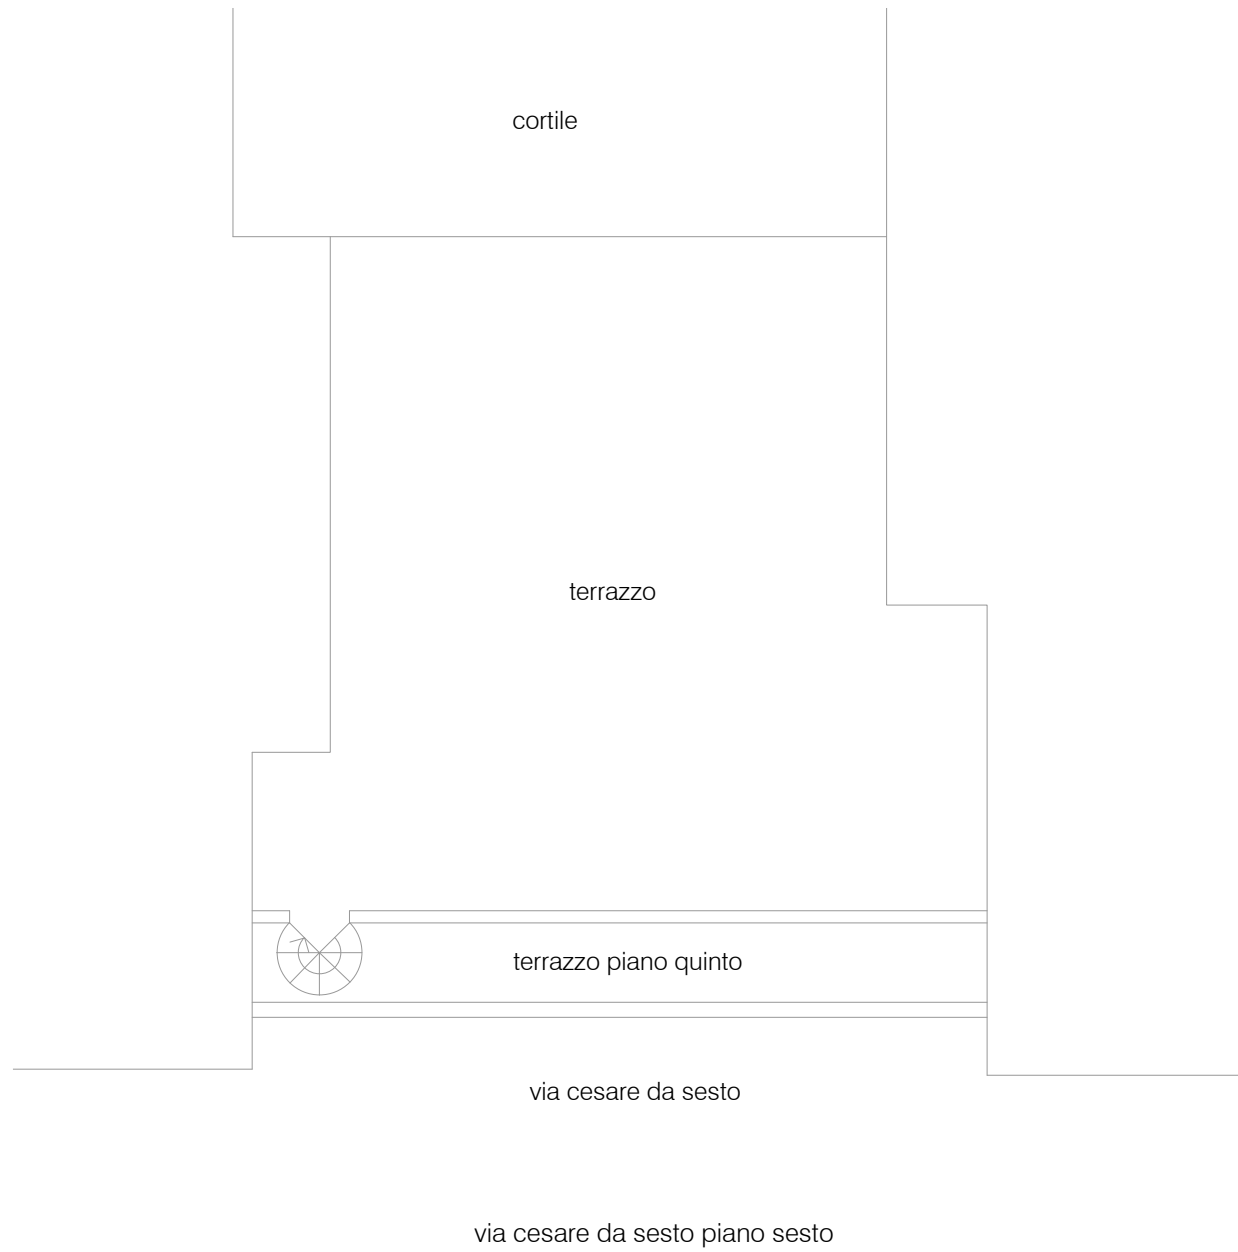 cortile
terrazzo
terrazzo piano quinto
via cesare da sesto
via cesare da sesto piano sesto